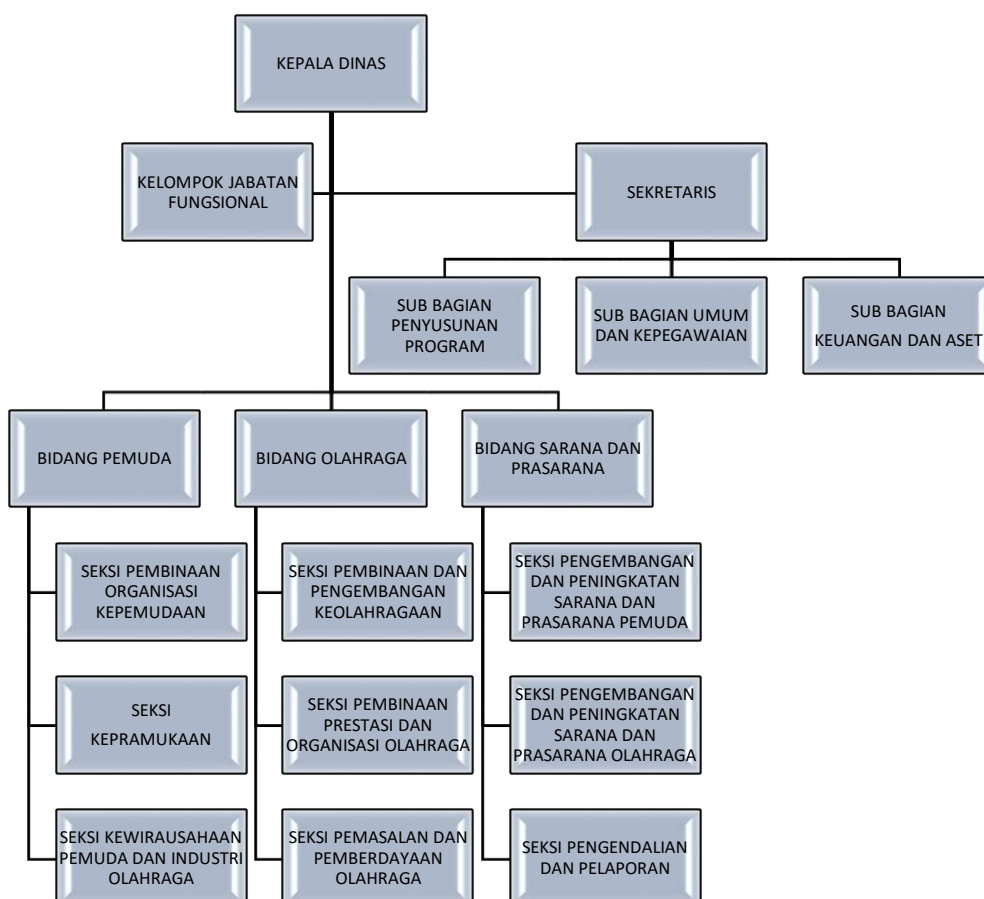 KEPALA DINAS
KELOMPOK JABATAN
FUNGSIONAL
SEKRETARIS
SUB BAGIAN
PENYUSUNAN
PROGRAM
SUB BAGIAN UMUM
DAN KEPEGAWAIAN
SUB BAGIAN
KEUANGAN DAN ASET
BIDANG PEMUDA
BIDANG OLAHRAGA
BIDANG SARANA DAN
PRASARANA
SEKSI PEMBINAAN
ORGANISASI
KEPEMUDAAN
SEKSI PEMBINAAN DAN
PENGEMBANGAN
KEOLAHRAGAAN
SEKSI PENGEMBANGAN
DAN PENINGKATAN
SARANA DAN
PRASARANA PEMUDA
SEKSI
KEPRAMUKAAN
SEKSI PEMBINAAN
PRESTASI DAN
ORGANISASI OLAHRAGA
SEKSI PENGEMBANGAN
DAN PENINGKATAN
SARANA DAN
PRASARANA OLAHRAGA
SEKSI KEWIRAUSAHAAN
PEMUDA DAN INDUSTRI
OLAHRAGA
SEKSI PEMASALAN DAN
PEMBERDAYAAN
OLAHRAGA
SEKSI PENGENDALIAN
DAN PELAPORAN